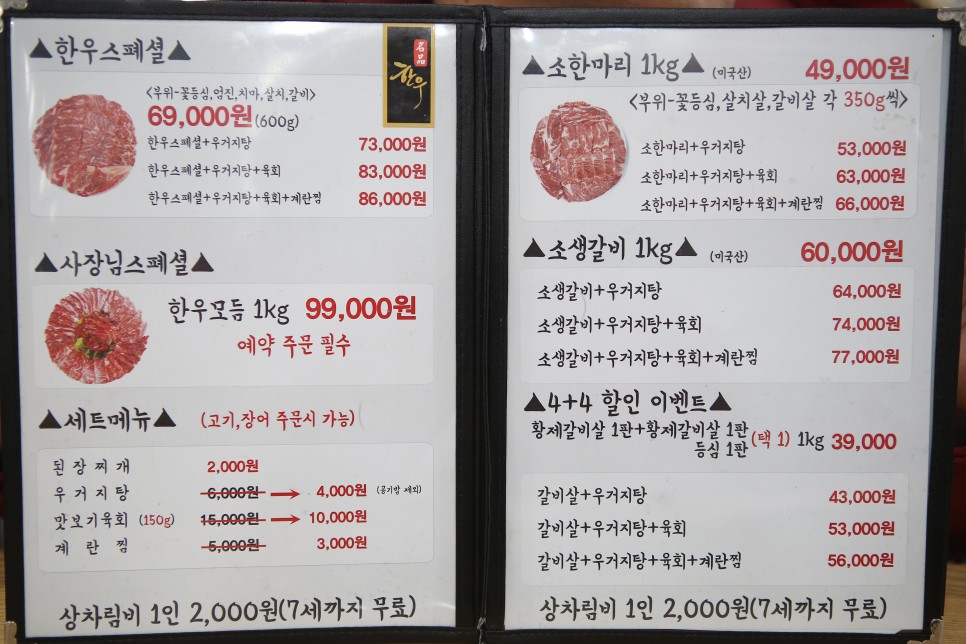 ▲한우스페셜▲
名品
한우
<부위-꽃등심,업진,치마,살치,갈비>
69,000원(600g)
한우스페셜+우거지탕 73,000원
한우스페셜+우거지탕+육회 83,000원
한우스페셜+우거지탕+육회+계란찜 86,000원
▲사장님스페셜▲
한우모듬 1kg 99,000원
예약 주문 필수
▲세트메뉴▲ (고기,장어 주문시 가능)
된장찌개 2,000원
우거지탕 6,000원 → 4,000원 (공기밥 제외)
맛보기육회 (150g) 15,000원 → 10,000원
계란찜 5,000원 → 3,000원
상차림비 1인 2,000원(7세까지 무료)
▲소한마리 1kg▲ (미국산) 49,000원
<부위-꽃등심,살치살,갈비살 각 350g씩>
소한마리+우거지탕 53,000원
소한마리+우거지탕+육회 63,000원
소한마리+우거지탕+육회+계란찜 66,000원
▲소생갈비 1kg▲ (미국산) 60,000원
소생갈비+우거지탕 64,000원
소생갈비+우거지탕+육회 74,000원
소생갈비+우거지탕+육회+계란찜 77,000원
▲4+4 할인 이벤트▲
황제갈비살 1판+황제갈비살 1판 (택 1) 1kg 39,000
등심 1판
갈비살+우거지탕 43,000원
갈비살+우거지탕+육회 53,000원
갈비살+우거지탕+육회+계란찜 56,000원
상차림비 1인 2,000원(7세까지 무료)